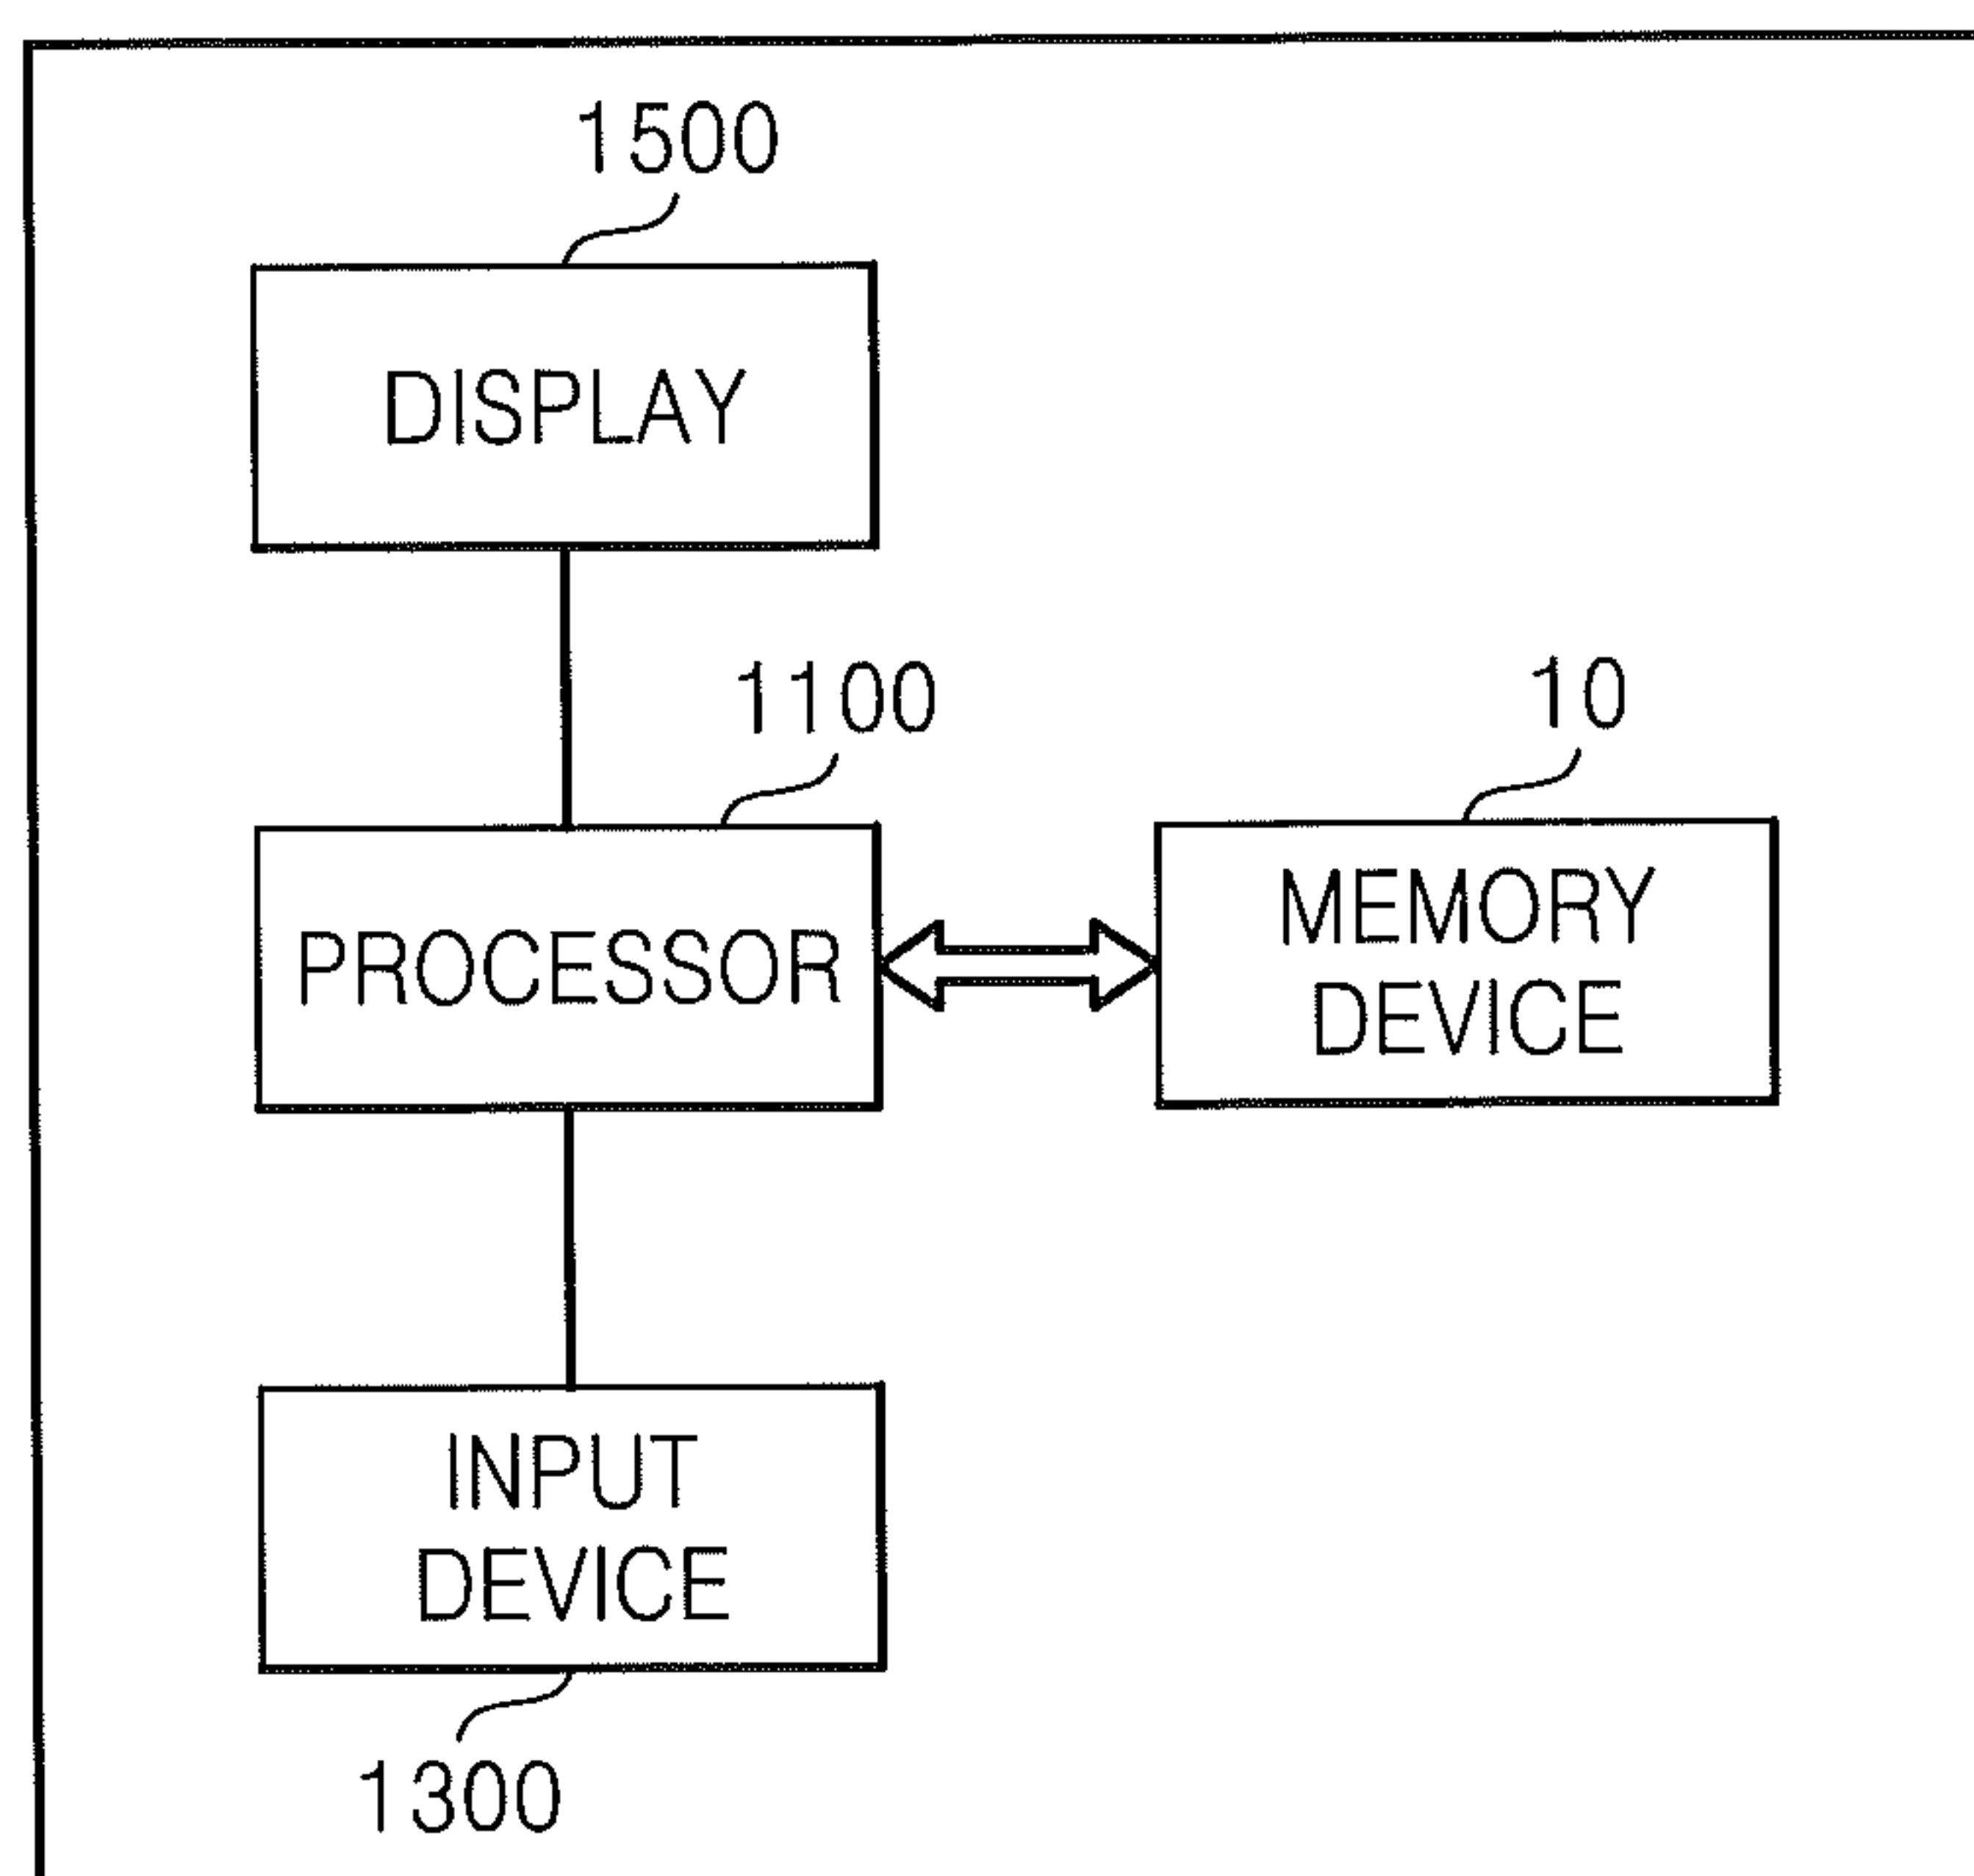 1500
DISPLAY
1100
10
PROCESSOR
MEMORY
DEVICE
INPUT
DEVICE
1300